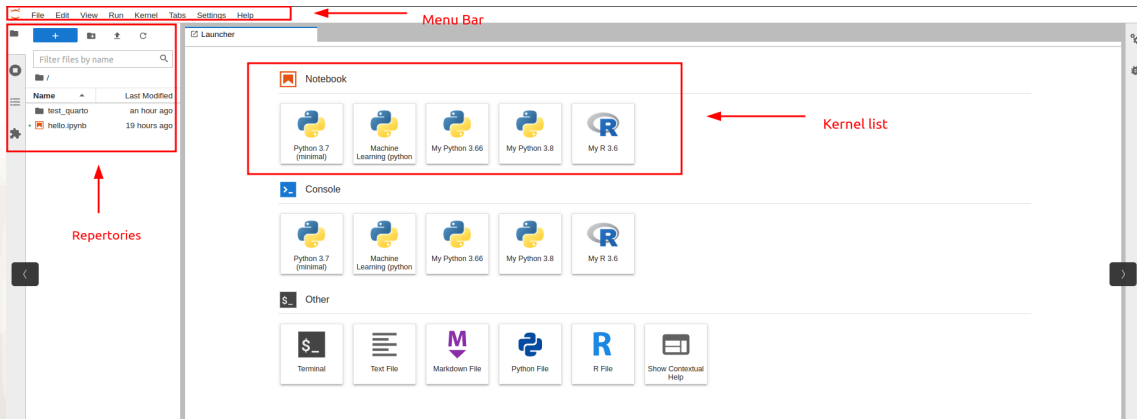 File Edit View Run Kernel Tabs Settings Help
Menu Bar
+
Launcher
Filter files by name
/
Name Last Modified
test_quarto an hour ago
hello.ipynb 19 hours ago
Repertories
Notebook
Python 3.7
(minimal)
Machine
Learning (python
My Python 3.66
My Python 3.8
My R 3.6
Kernel list
Console
Python 3.7
(minimal)
Machine
Learning (python
My Python 3.66
My Python 3.8
My R 3.6
$_ Other
$_
Terminal
Text File
M
Markdown File
Python File
R
R File
Show Contextual
Help